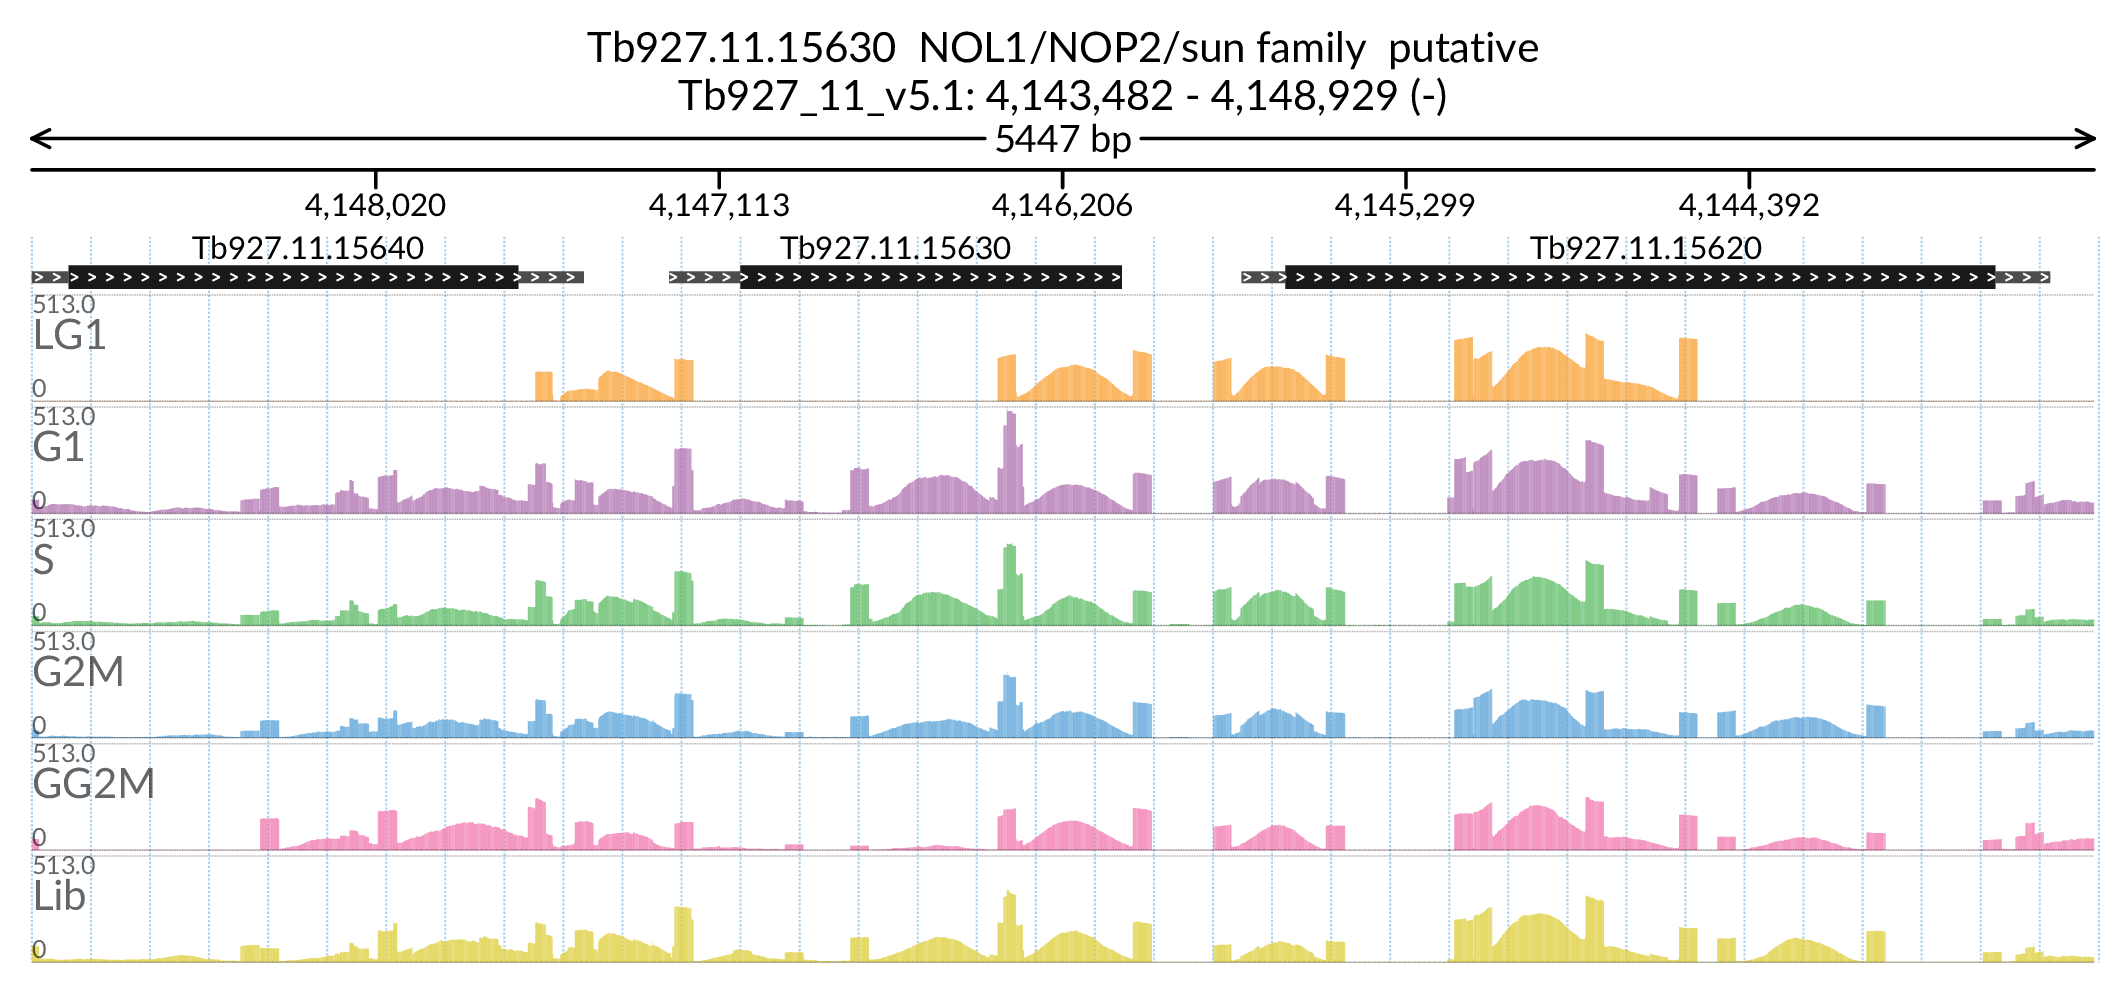 Tb927.11.15630 NOL1/NOP2/sun family putative
Tb927_11_v5.1: 4,143,482 - 4,148,929 (-)
5447 bp
4,148,020 4,147,113 4,146,206 4,145,299 4,144,392
Tb927.11.15640 Tb927.11.15630 Tb927.11.15620
513.0
LG1
0
513.0
G1
0
513.0
S
0
513.0
G2M
0
513.0
GG2M
0
513.0
Lib
0